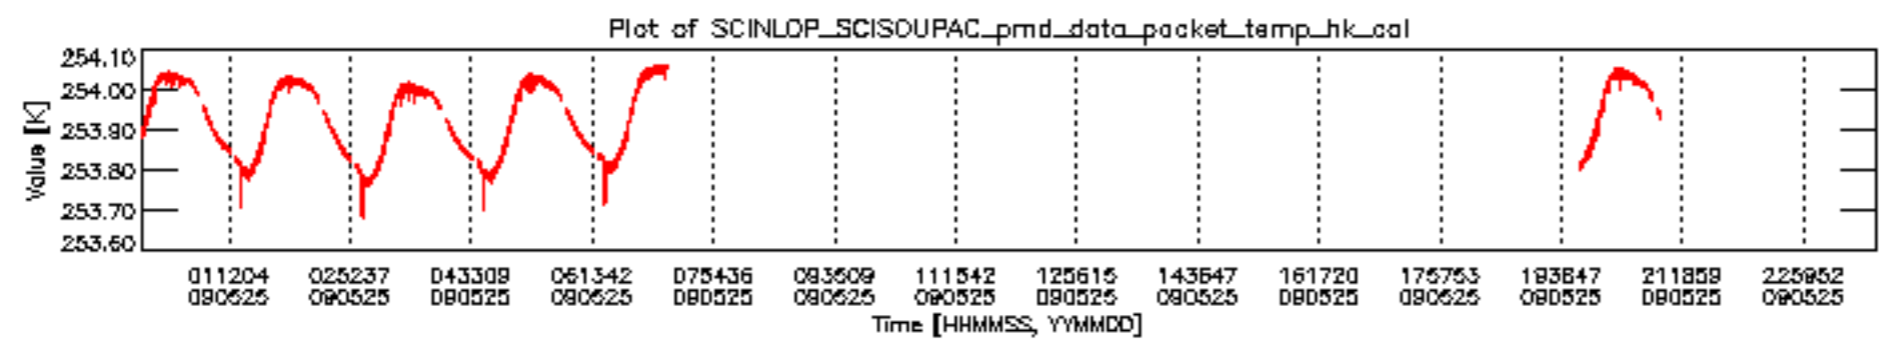 Plot of SCINLOP_SCISOUPAC_pmd_data_packet_temp_hk_cal
254.10
254.00
253.90
253.80
253.70
253.60
Value [K]
011204 025237 043309 061342 075436 093509 111542 125615 143647 161720 175753 193847 211859 225952
090525 090525 090525 090525 090525 090525 090525 090525 090525 090525 090525 090525 090525 090525
Time [HHMMSS, YYMMDD]